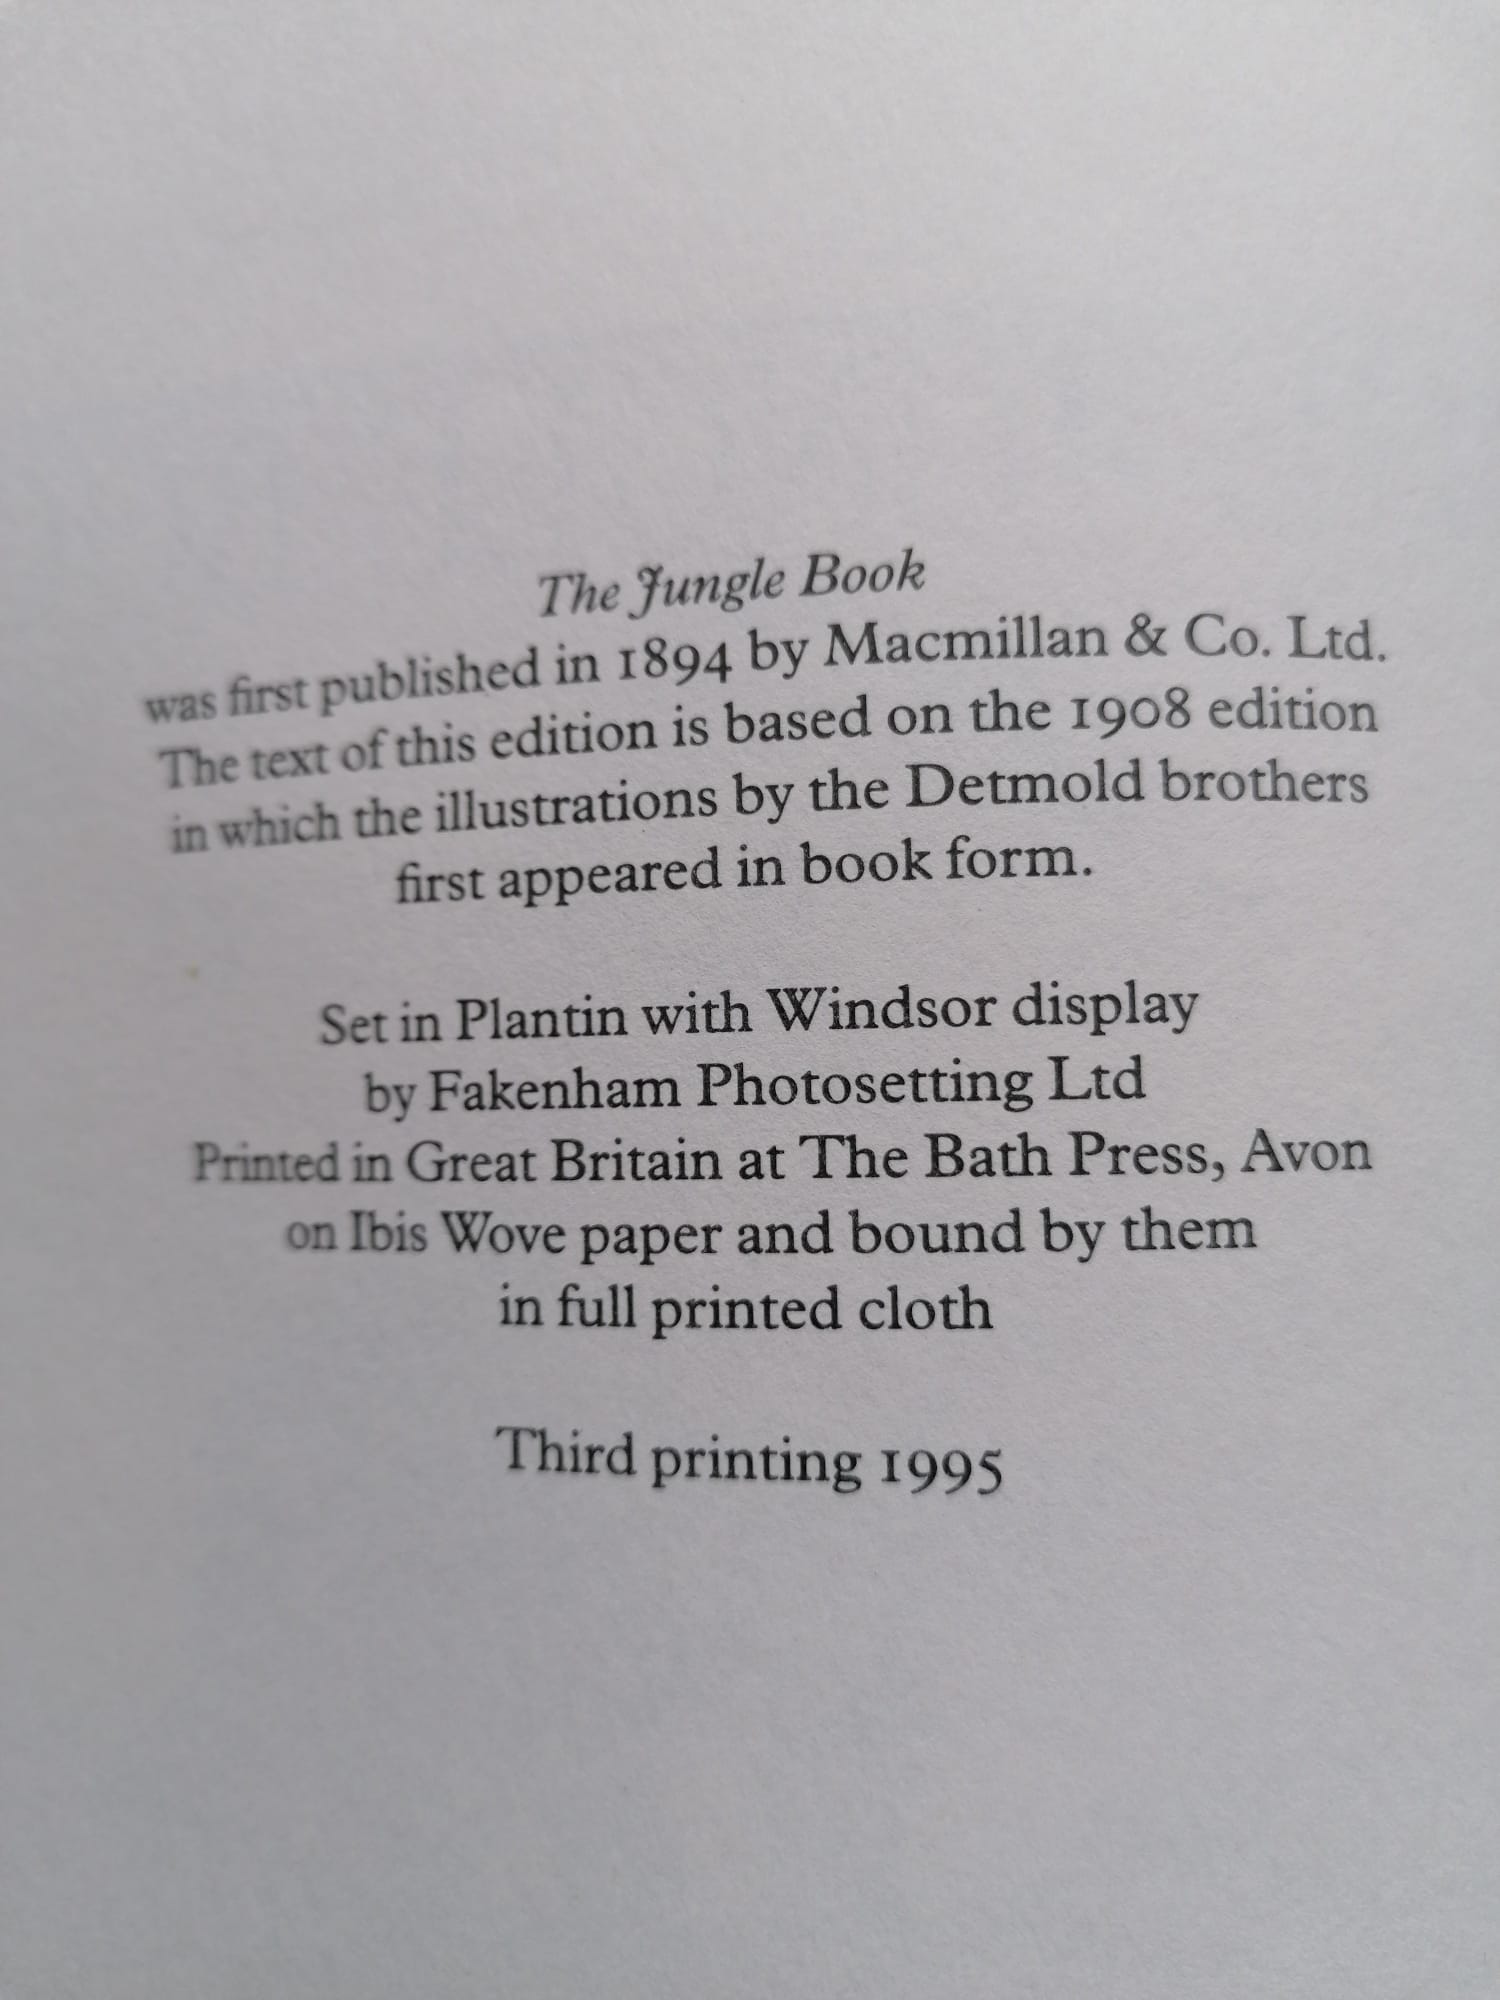 The Jungle Book
was first published in 1894 by Macmillan & Co. Ltd.
The text of this edition is based on the 1908 edition
in which the illustrations by the Detmold brothers
first appeared in book form.
Set in Plantin with Windsor display
by Fakenham Photosetting Ltd
Printed in Great Britain at The Bath Press, Avon
on Ibis Wove paper and bound by them
in full printed cloth
Third printing 1995